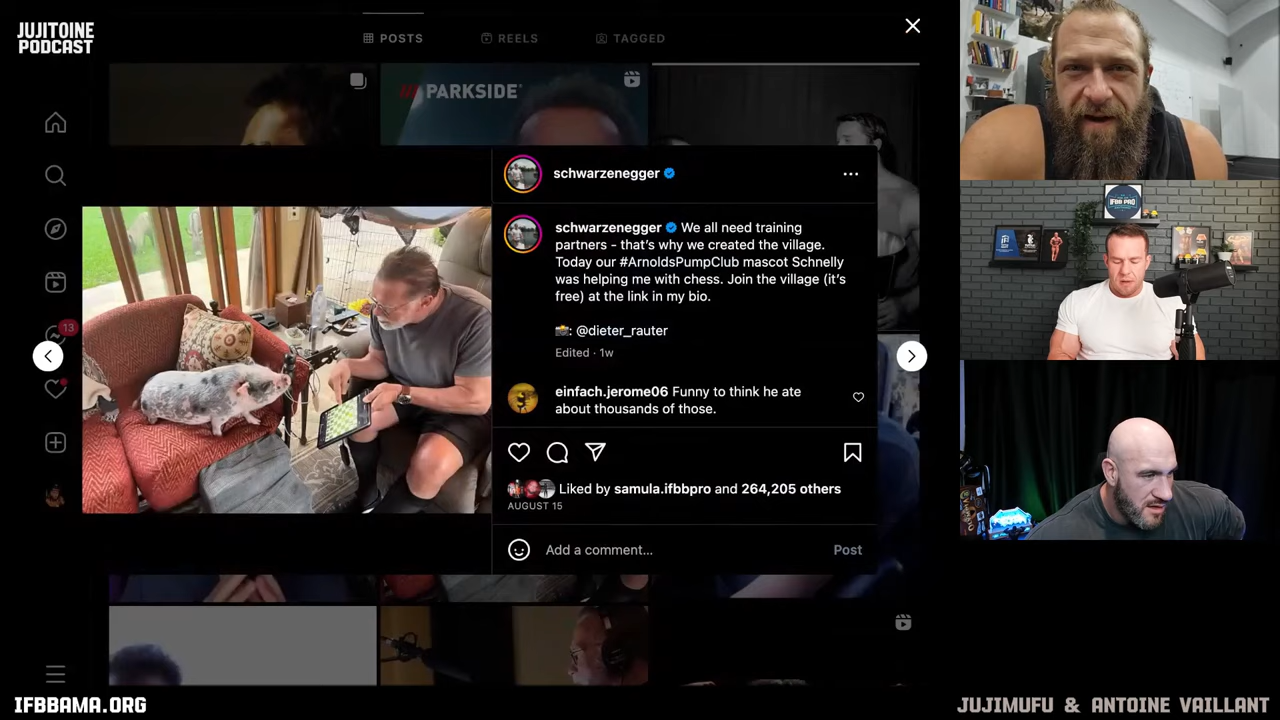 JUJITOINE
PODCAST
POSTS
REELS
TAGGED
PARKSIDE
schwarzenegger
schwarzenegger We all need training
partners - that's why we created the village.
Today our #ArnoldsPumpClub mascot Schnelly
was helping me with chess. Join the village (it's
free) at the link in my bio.
📸: @dieter_rauter
Edited · 1w
einfach.jerome06 Funny to think he ate
about thousands of those.
Liked by samula.ifbbpro and 264,205 others
AUGUST 15
Add a comment...
Post
13
IFBB PRO
IFBBAMA.ORG
JUJIMUFU & ANTOINE VAILLANT